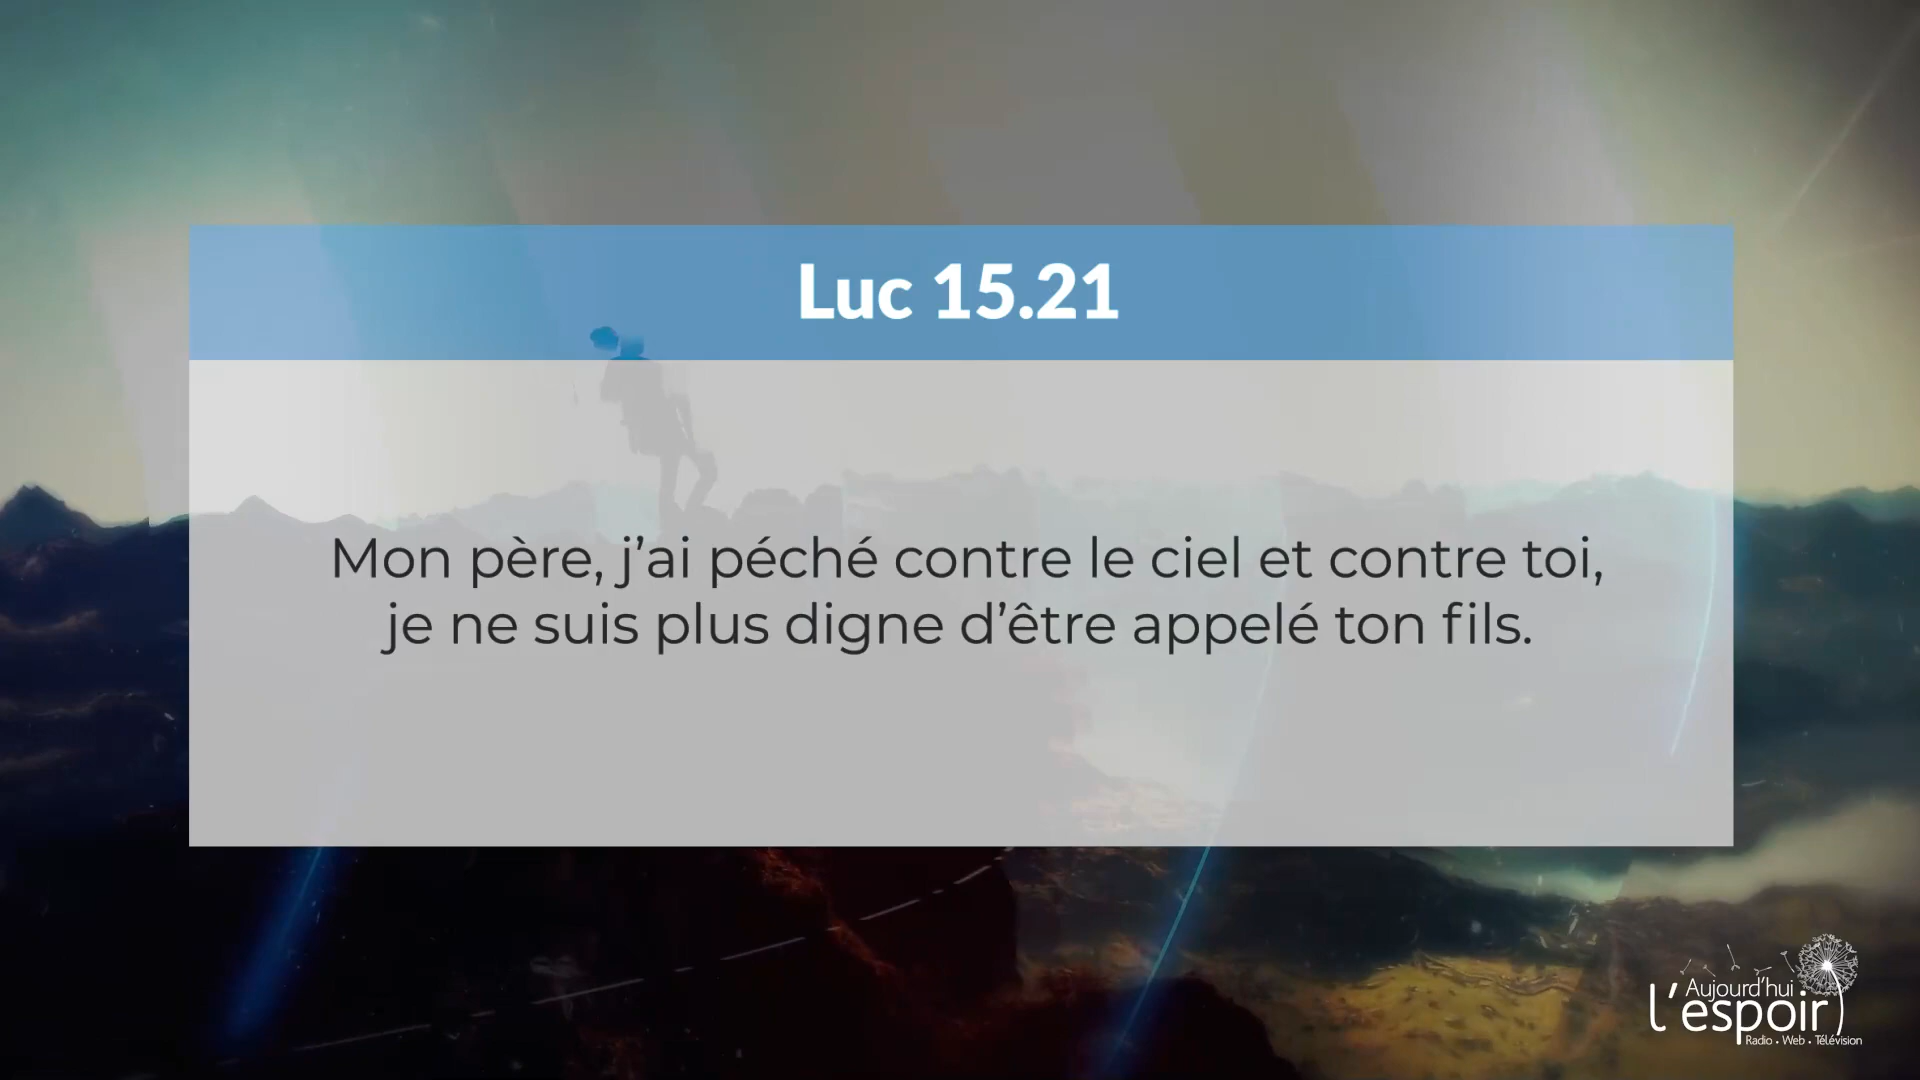 Luc 15.21
Mon père, j’ai péché contre le ciel et contre toi,
je ne suis plus digne d’être appelé ton fils.
Aujourd’hui
l’espoir
Radio • Web • Télévision